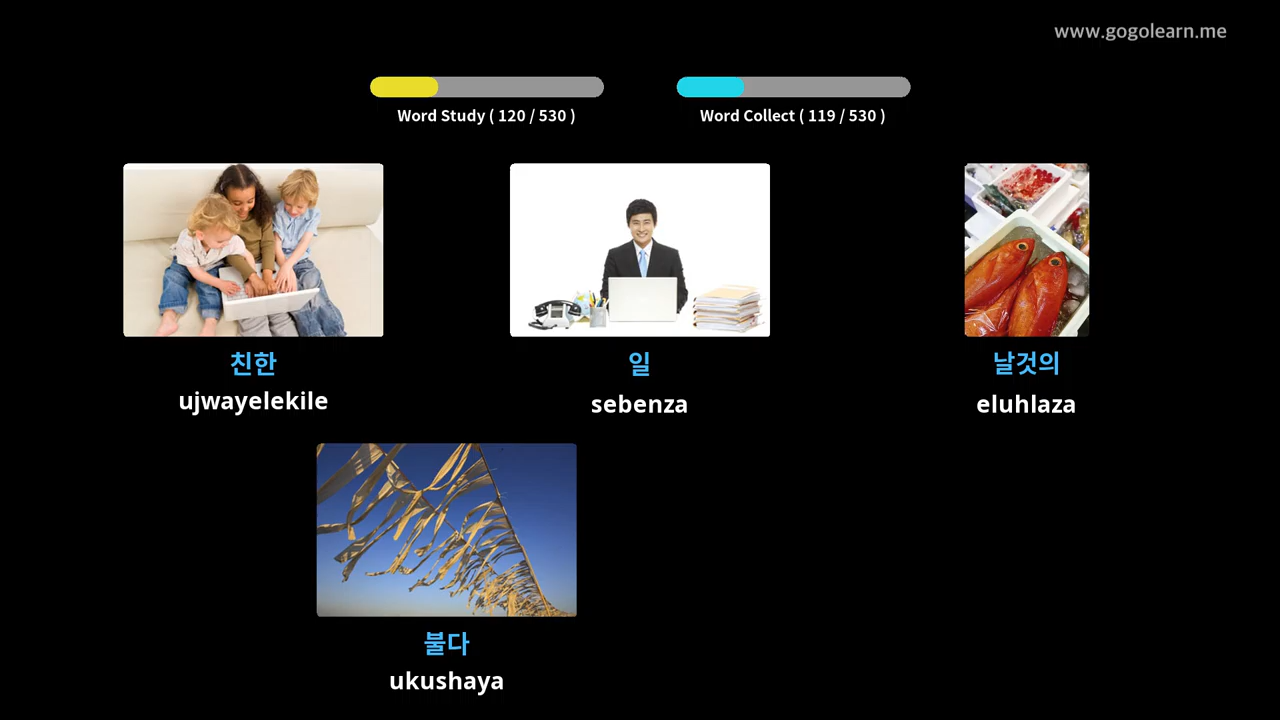 www.gogolearn.me
Word Study ( 120 / 530 )
Word Collect ( 119 / 530 )
친한
ujwayelekile
일
sebenza
날것의
eluhlaza
불다
ukushaya